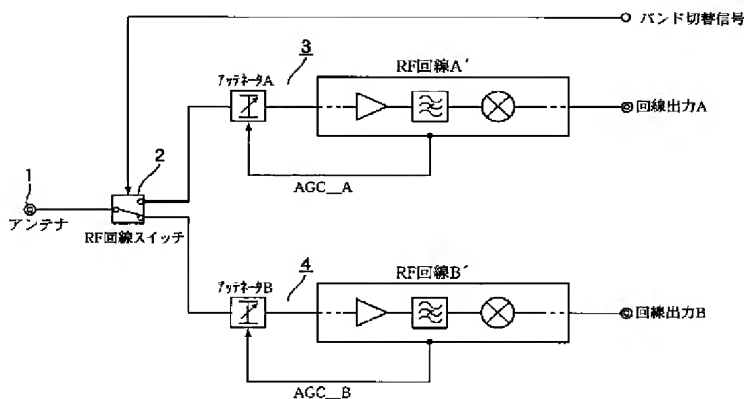 バンド切替信号
3
RF回線A´
アッテネータA
回線出力A
AGC__A
1
2
アンテナ
RF回線スイッチ
4
RF回線B´
アッテネータB
回線出力B
AGC__B